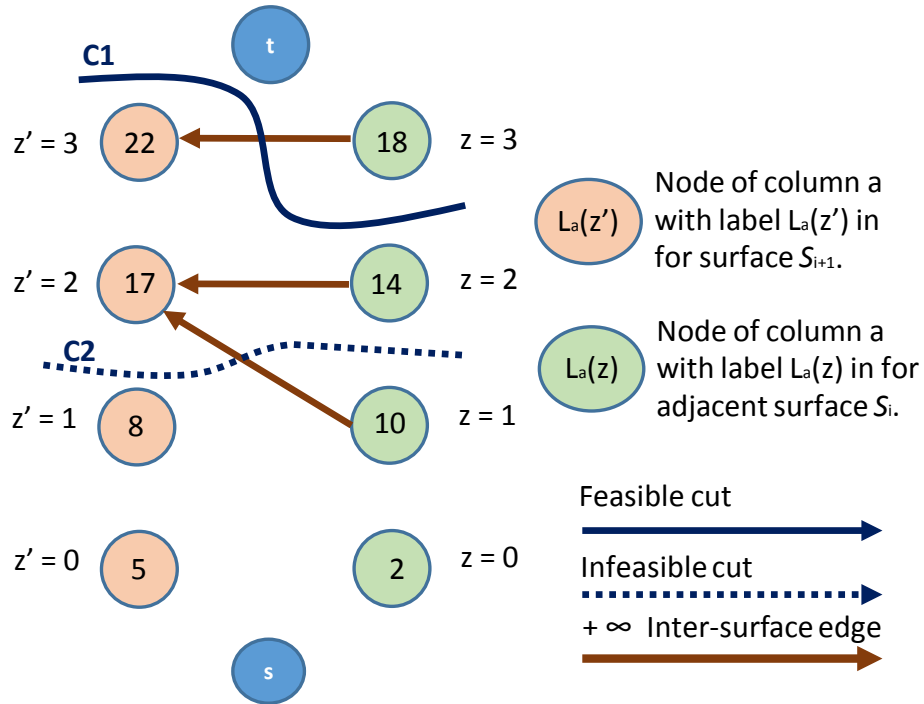 t
C1
z' = 3 22 18 z = 3
z' = 2 17 14 z = 2
C2
z' = 1 8 10 z = 1
z' = 0 5 2 z = 0
s
La(z')
Node of column a
with label La(z') in
for surface Si+1.
La(z)
Node of column a
with label La(z) in for
adjacent surface Si.
Feasible cut
Infeasible cut
+ ∞ Inter-surface edge